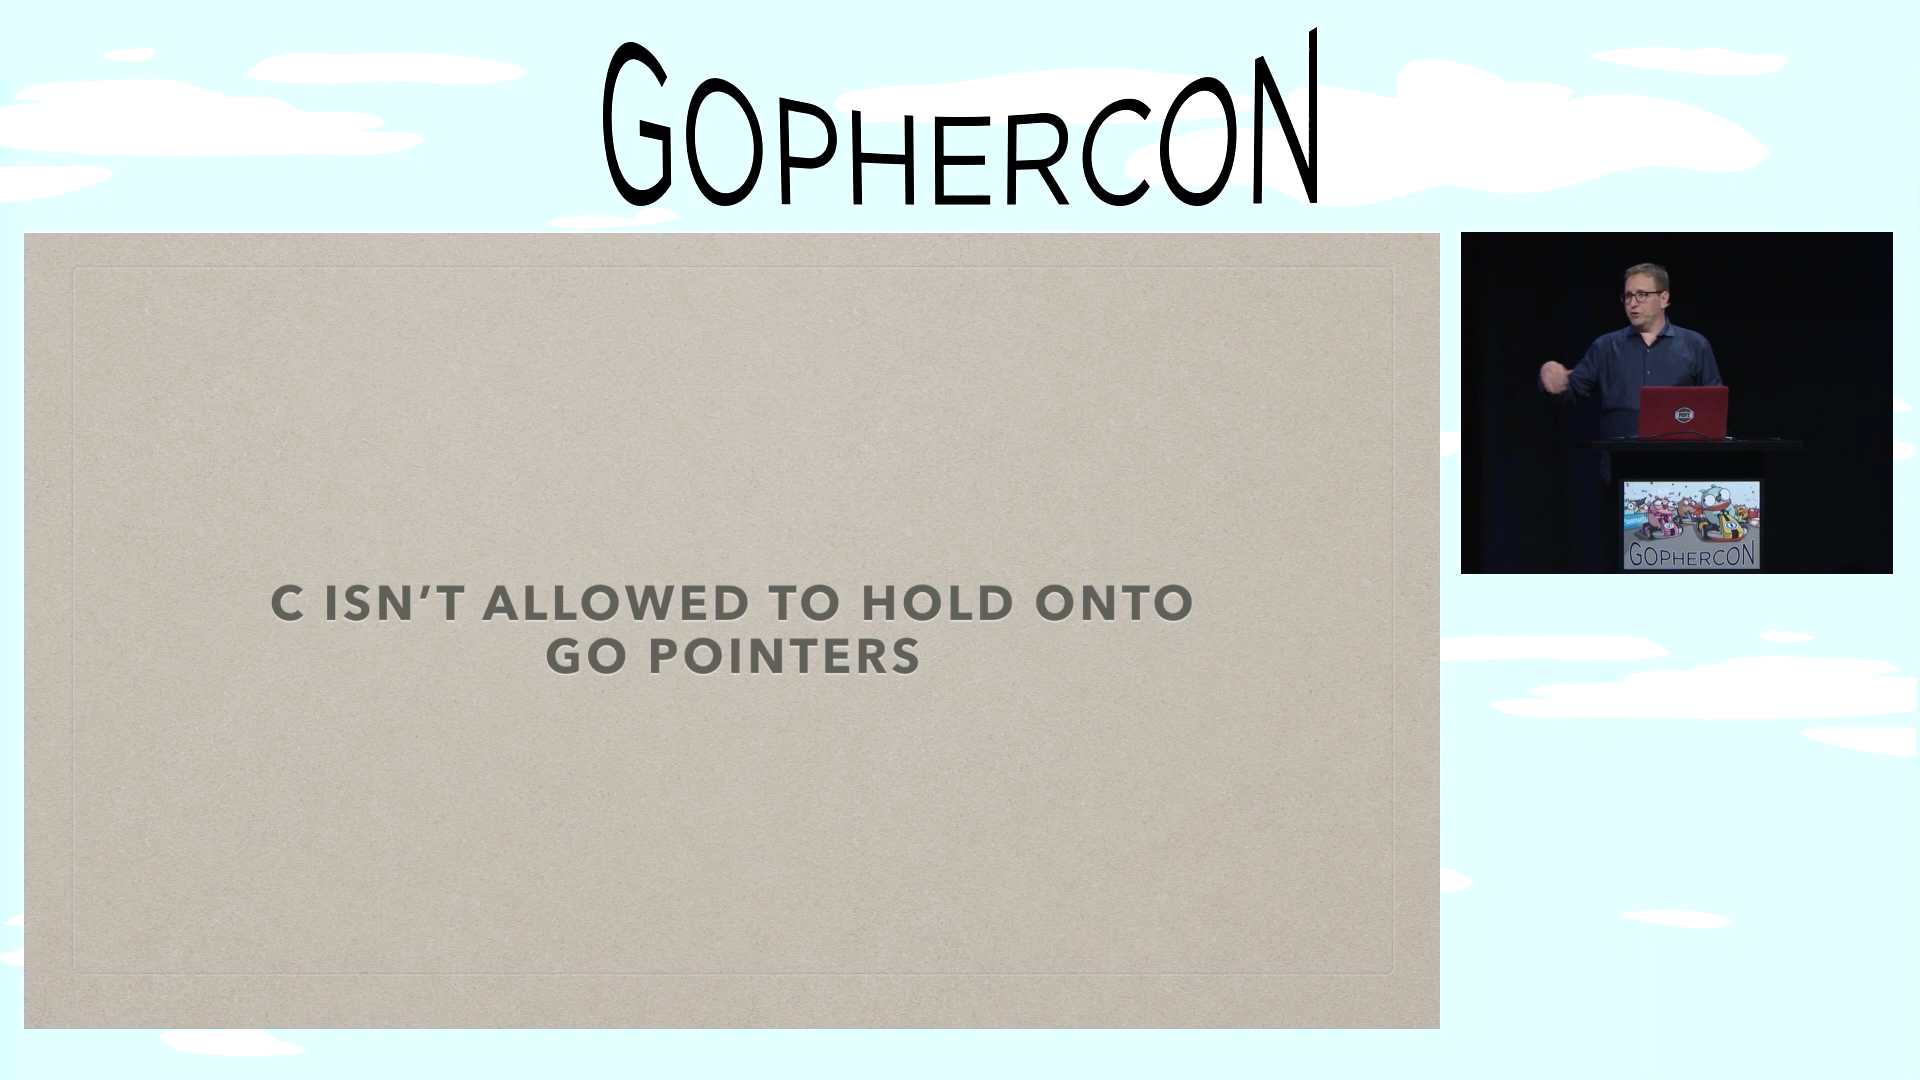 GOPHERCON
C ISN’T ALLOWED TO HOLD ONTO
GO POINTERS
GOPHERCON